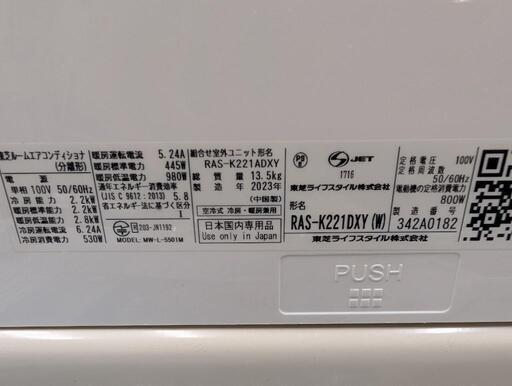 東芝ルームエアコンディショナ
(分離形)
電源
単相 100V 50/60Hz
冷房能力 2.2kW
暖房標準能力 2.2kW
暖房低温能力 2.8kW
冷房運転電流 6.24A
冷房消費電力 530W
暖房運転電流 5.24A
暖房標準電力 445W
暖房低温電力 980W
通年エネルギー消費効率
(JIS C 9612:2013) 5.8
省エネルギー基準
203-JN1192
MODEL: MW-L-5501M
組合せ室外ユニット形名
RAS-K221ADXY
総質量 13.5kg
製造年 2023年
(中国製)
空冷式 冷房・暖房兼用
日本国内専用品
Use only in Japan
PS
E
JET
1716
東芝ライフスタイル株式会社
形名
RAS-K221DXY(W)
東芝ライフスタイル株式会社
定格電圧 100V
定格周波数
50/60Hz
電動機の定格消費電力
800W
製造番号
342A0182
PUSH